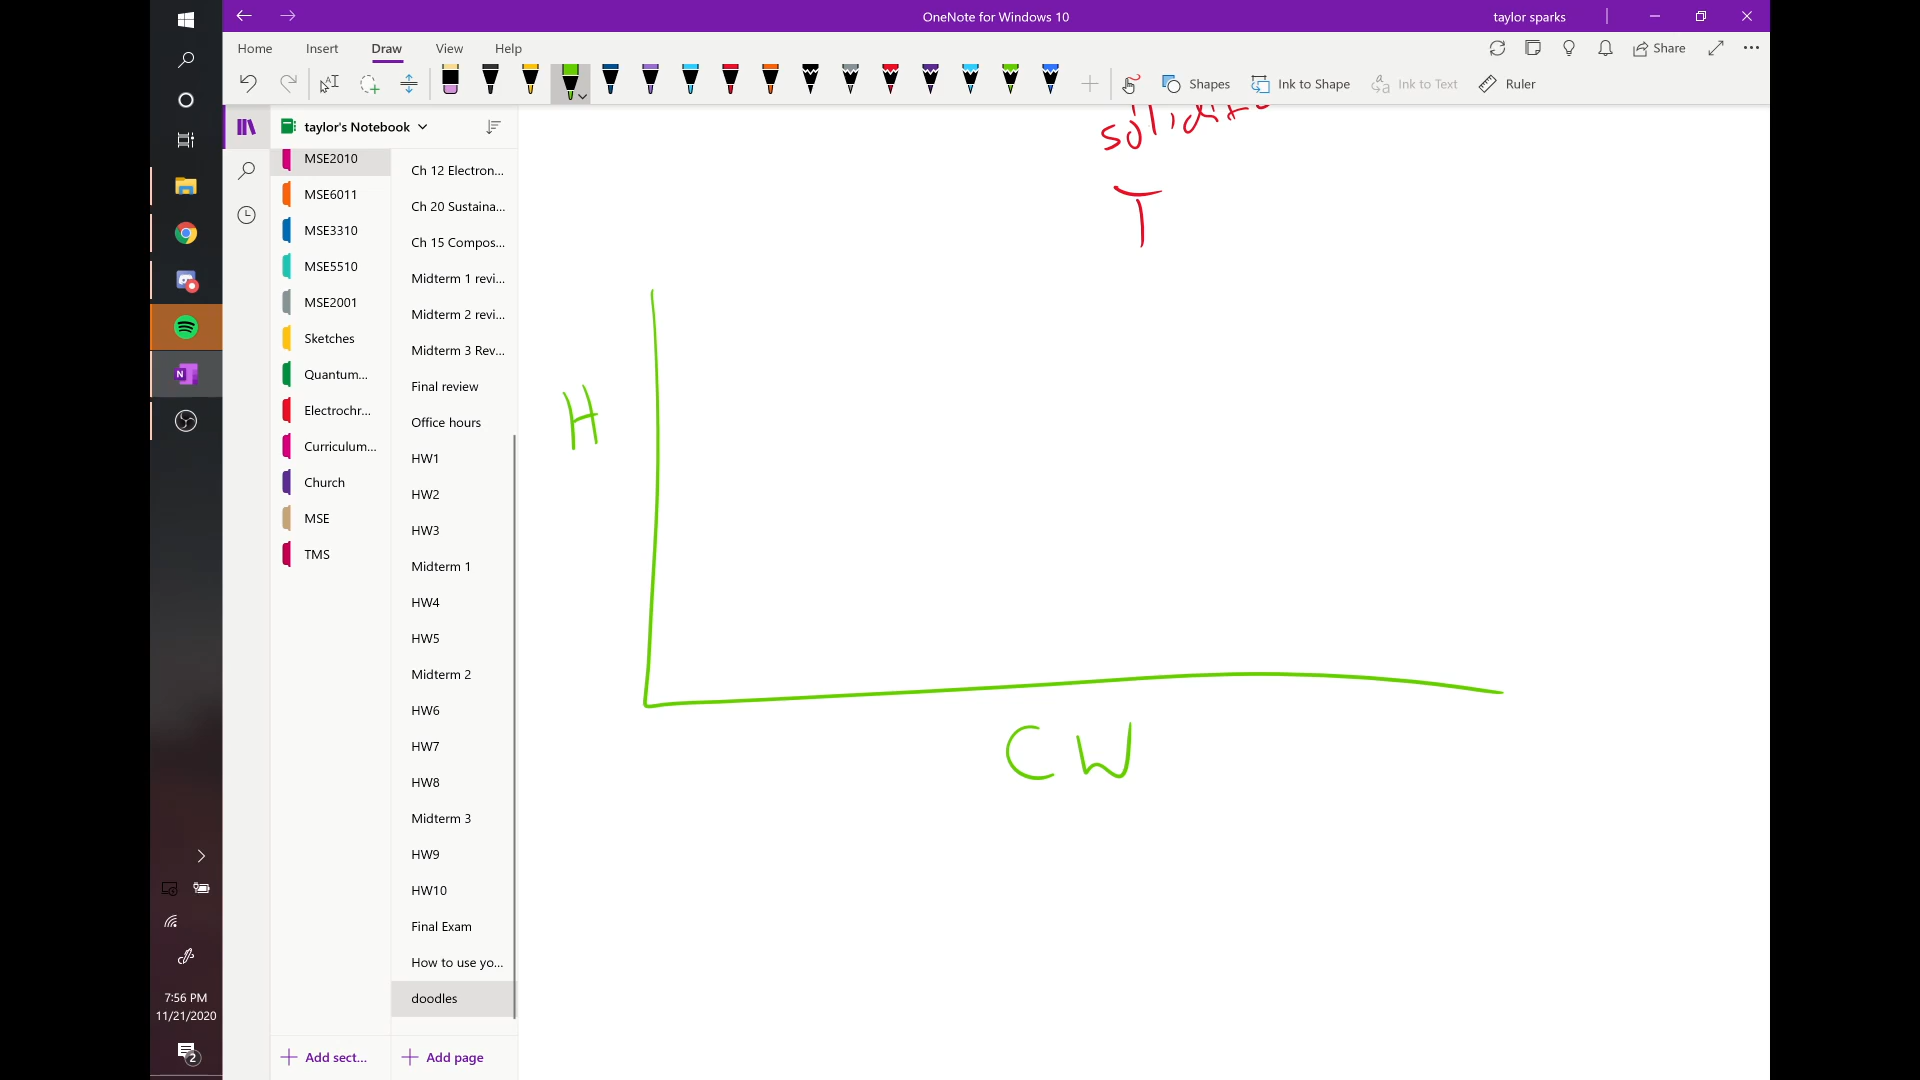 OneNote for Windows 10
taylor sparks
Home Insert Draw View Help
Share
Shapes Ink to Shape Ink to Text Ruler
taylor's Notebook
MSE2010
MSE6011
MSE3310
MSE5510
MSE2001
Sketches
Quantum...
Electrochr...
Curriculum...
Church
MSE
TMS
Add sect...
Ch 12 Electron...
Ch 20 Sustaina...
Ch 15 Compos...
Midterm 1 revi...
Midterm 2 revi...
Midterm 3 Rev...
Final review
Office hours
HW1
HW2
HW3
Midterm 1
HW4
HW5
Midterm 2
HW6
HW7
HW8
Midterm 3
HW9
HW10
Final Exam
How to use yo...
doodles
Add page
T
H
CW
7:56 PM
11/21/2020
2